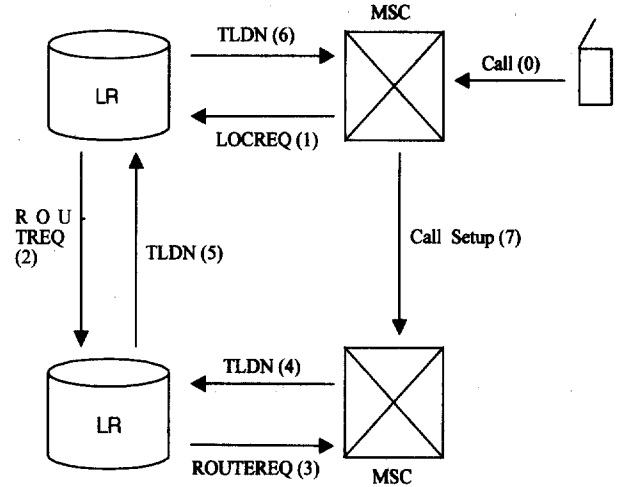 MSC
TLDN (6)
Call (0)
LR
LOCREQ (1)
R O U
TREQ
(2)
TLDN (5)
Call Setup (7)
TLDN (4)
LR
ROUTEREQ (3)
MSC